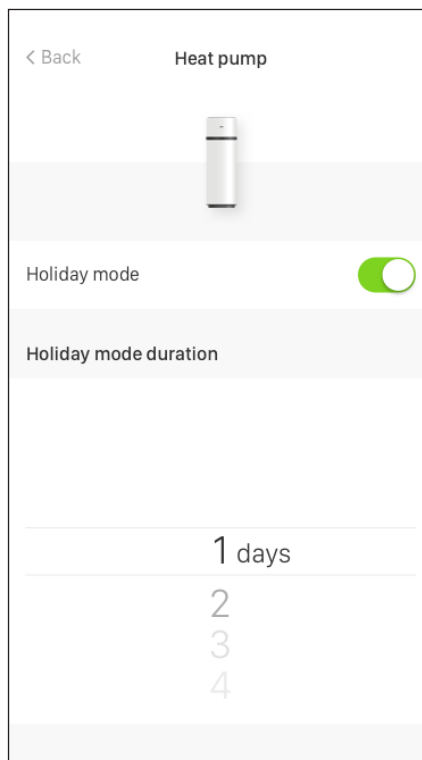 < Back Heat pump
Holiday mode
Holiday mode duration
1 days
2
3
4